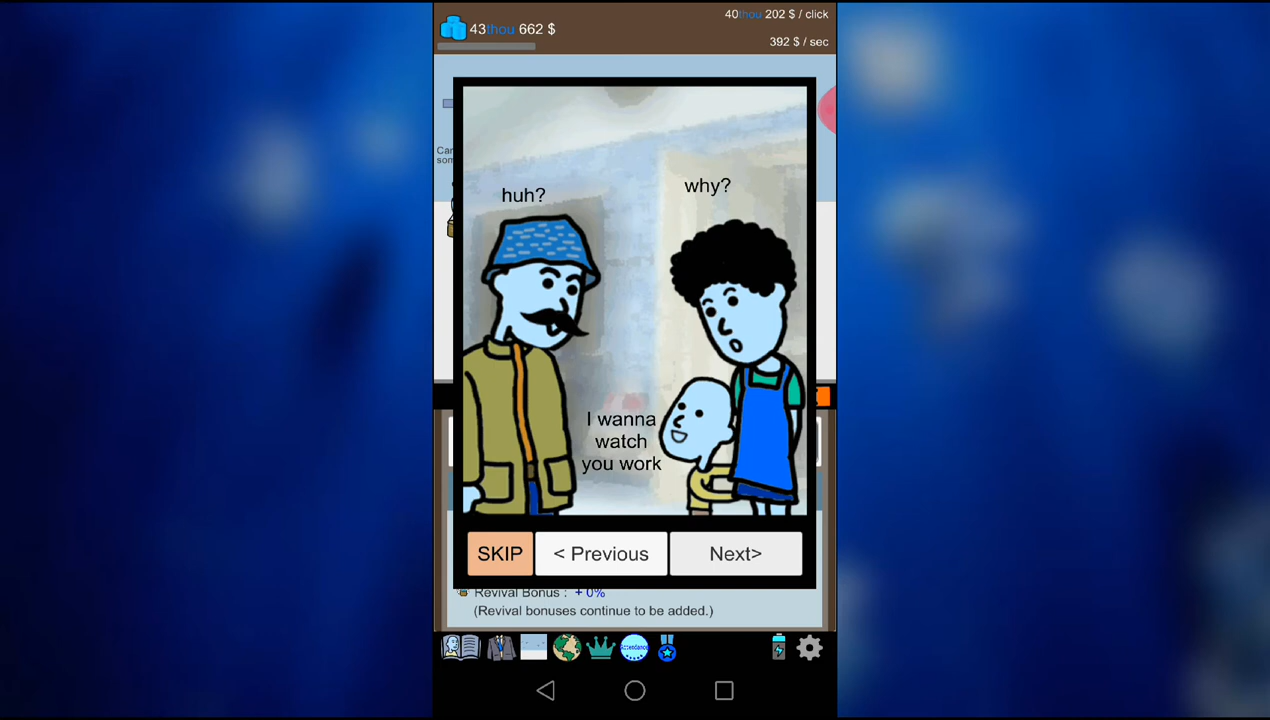 43thou 662 $
40thou 202 $ / click
392 $ / sec
huh?
why?
I wanna
watch
you work
SKIP
< Previous
Next>
Revival Bonus : + 0%
(Revival bonuses continue to be added.)
Attendance